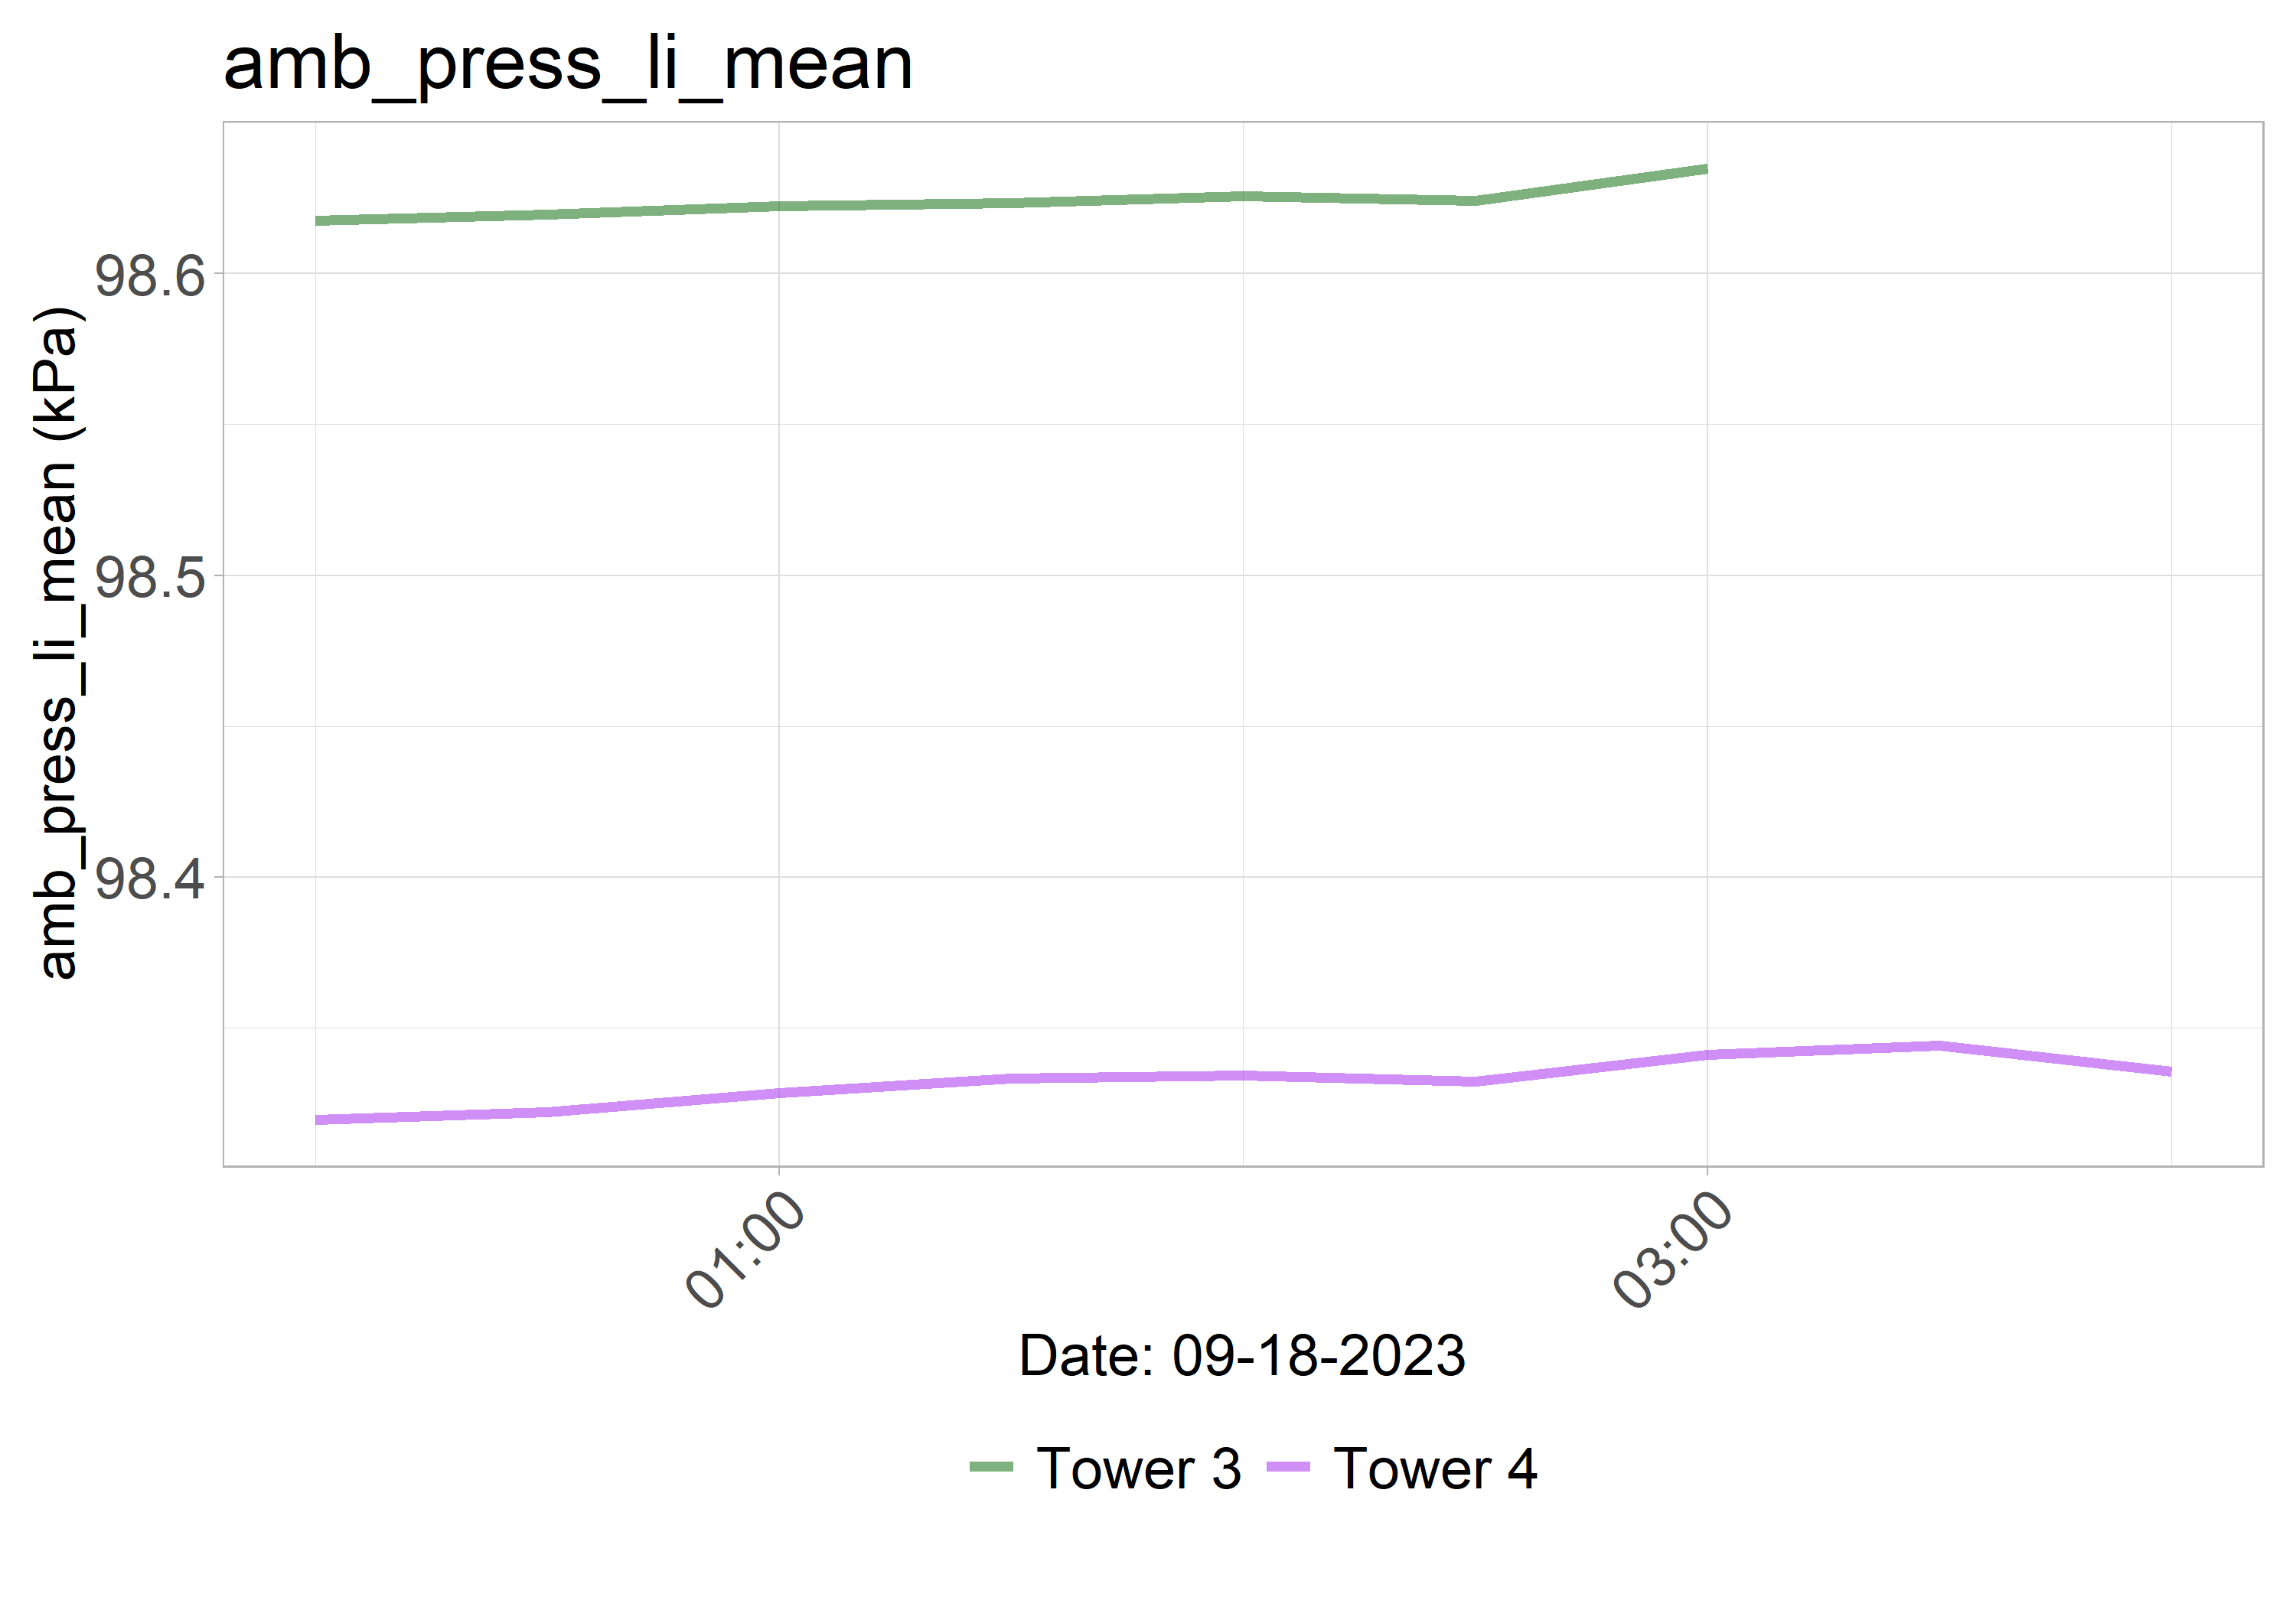 amb_press_li_mean
amb_press_li_mean (kPa)
98.6
98.5
98.4
01:00
03:00
Date: 09-18-2023
Tower 3
Tower 4